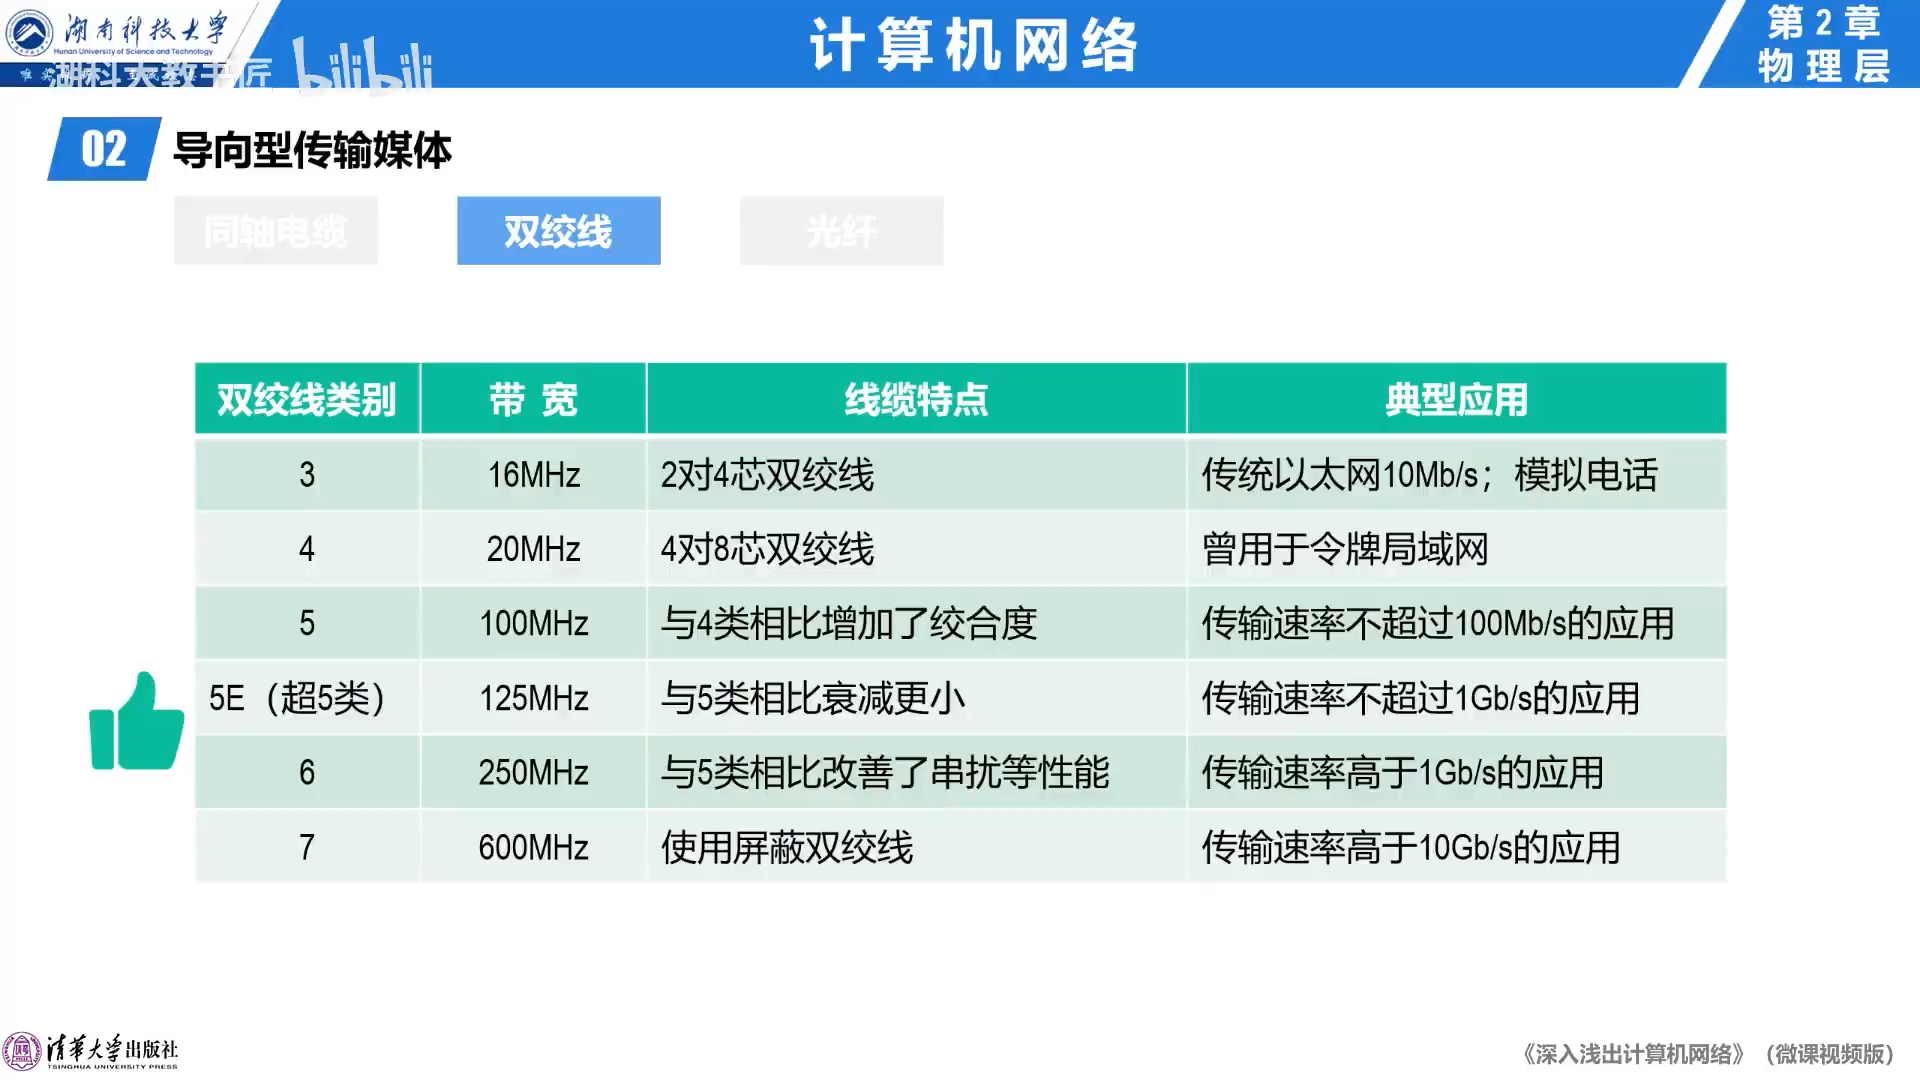 湖南科技大学
Hunan University of Science and Technology
湖科大教书匠
bilibili
计算机网络
第2章
物理层
02
导向型传输媒体
同轴电缆
双绞线
光纤
双绞线类别 带 宽 线缆特点 典型应用
3 16MHz 2对4芯双绞线 传统以太网10Mb/s；模拟电话
4 20MHz 4对8芯双绞线 曾用于令牌局域网
5 100MHz 与4类相比增加了绞合度 传输速率不超过100Mb/s的应用
5E（超5类） 125MHz 与5类相比衰减更小 传输速率不超过1Gb/s的应用
6 250MHz 与5类相比改善了串扰等性能 传输速率高于1Gb/s的应用
7 600MHz 使用屏蔽双绞线 传输速率高于10Gb/s的应用
清华大学出版社
TSINGHUA UNIVERSITY PRESS
《深入浅出计算机网络》（微课视频版）